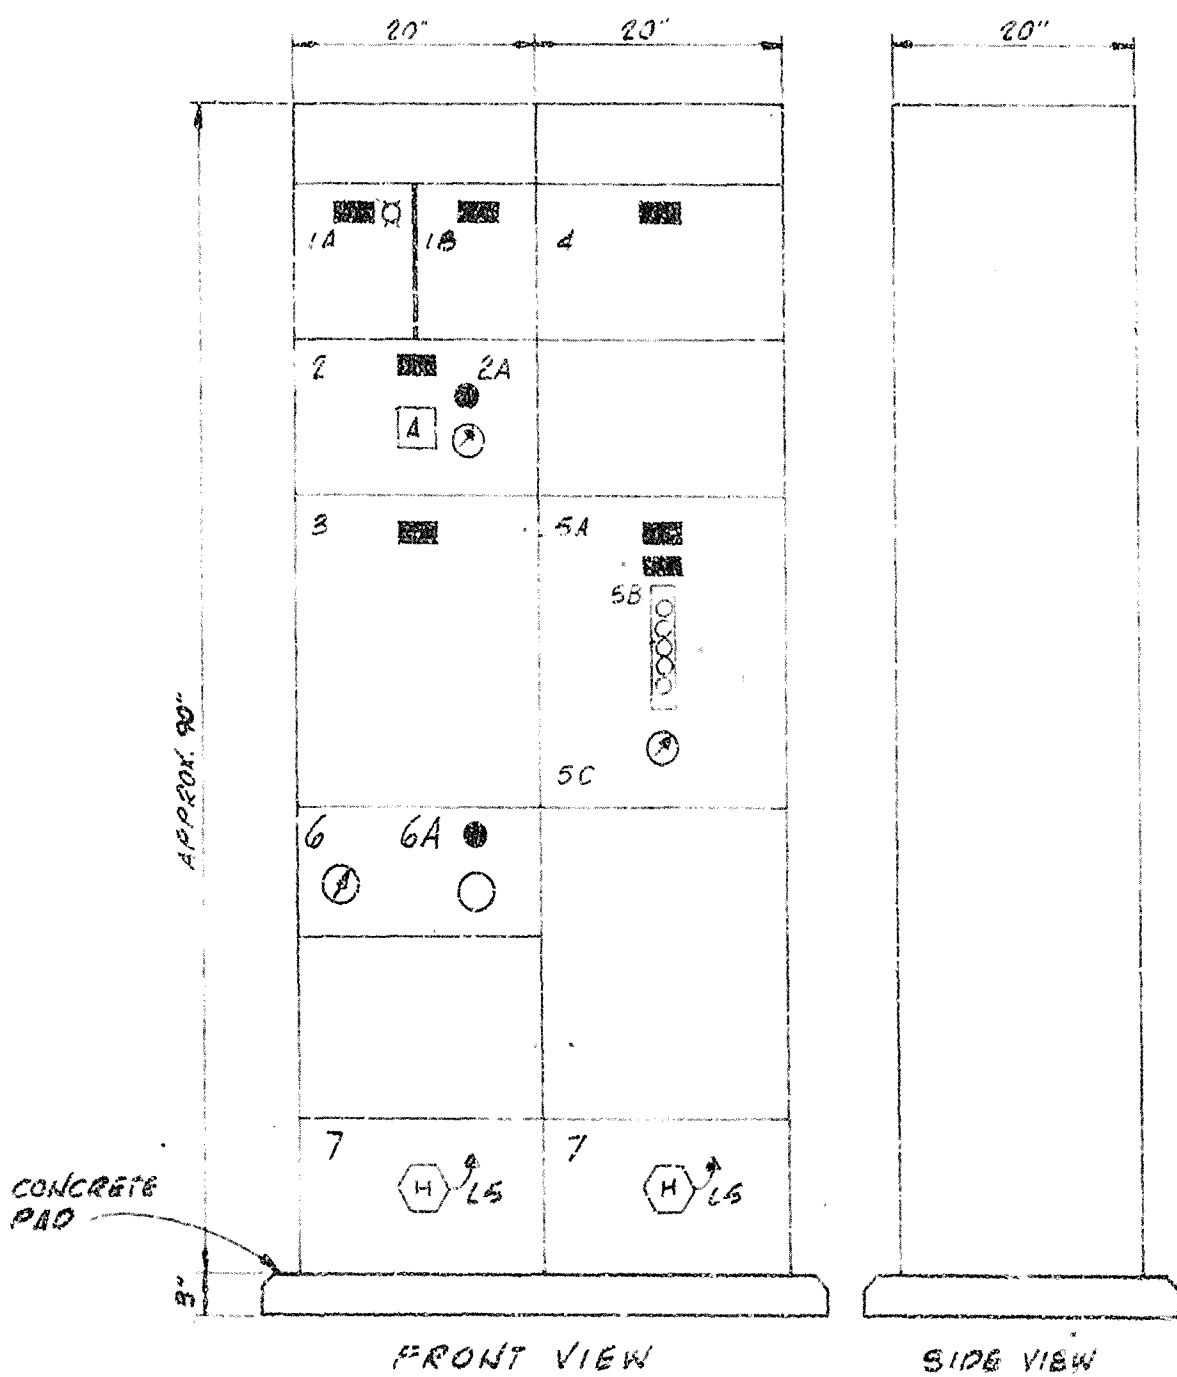 20" 20" 20"
1A 1B 4
2 2A
A
3 5A
5B
APPROX. 90"
5C
6 6A
7 7
H LS H LS
CONCRETE
PAD
3"
FRONT VIEW SIDE VIEW